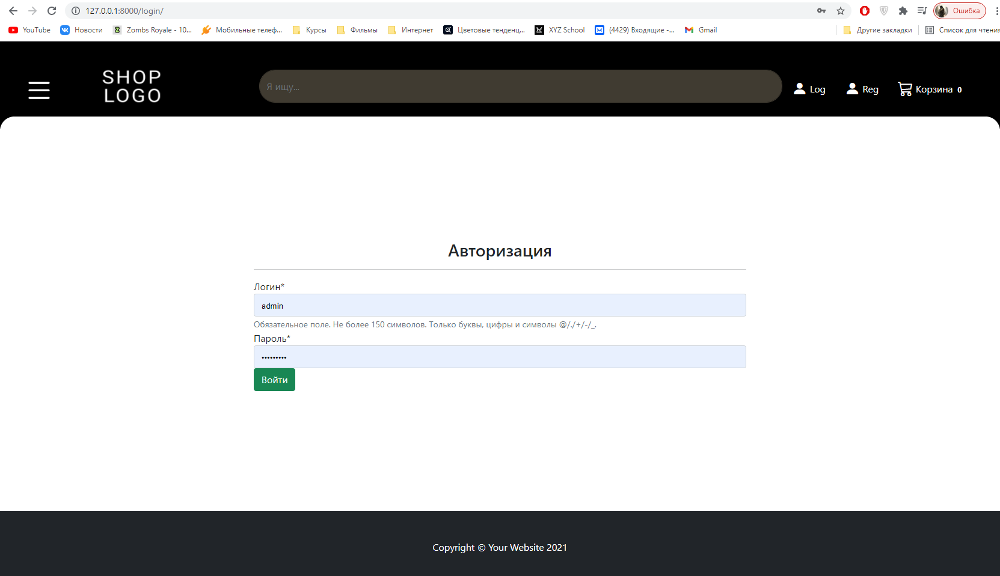 127.0.0.1:8000/login/
Ошибка
YouTube
Новости
Zombs Royale - 10...
Мобильные телеф...
Курсы
Фильмы
Интернет
Цветовые тенденц...
XYZ School
(4429) Входящие -...
Gmail
Другие закладки
Список для чтения
SHOP
LOGO
Я ищу...
Log
Reg
Корзина 0
Авторизация
Логин*
admin
Обязательное поле. Не более 150 символов. Только буквы, цифры и символы @/./+/-/_.
Пароль*
•••••••••
Войти
Copyright © Your Website 2021